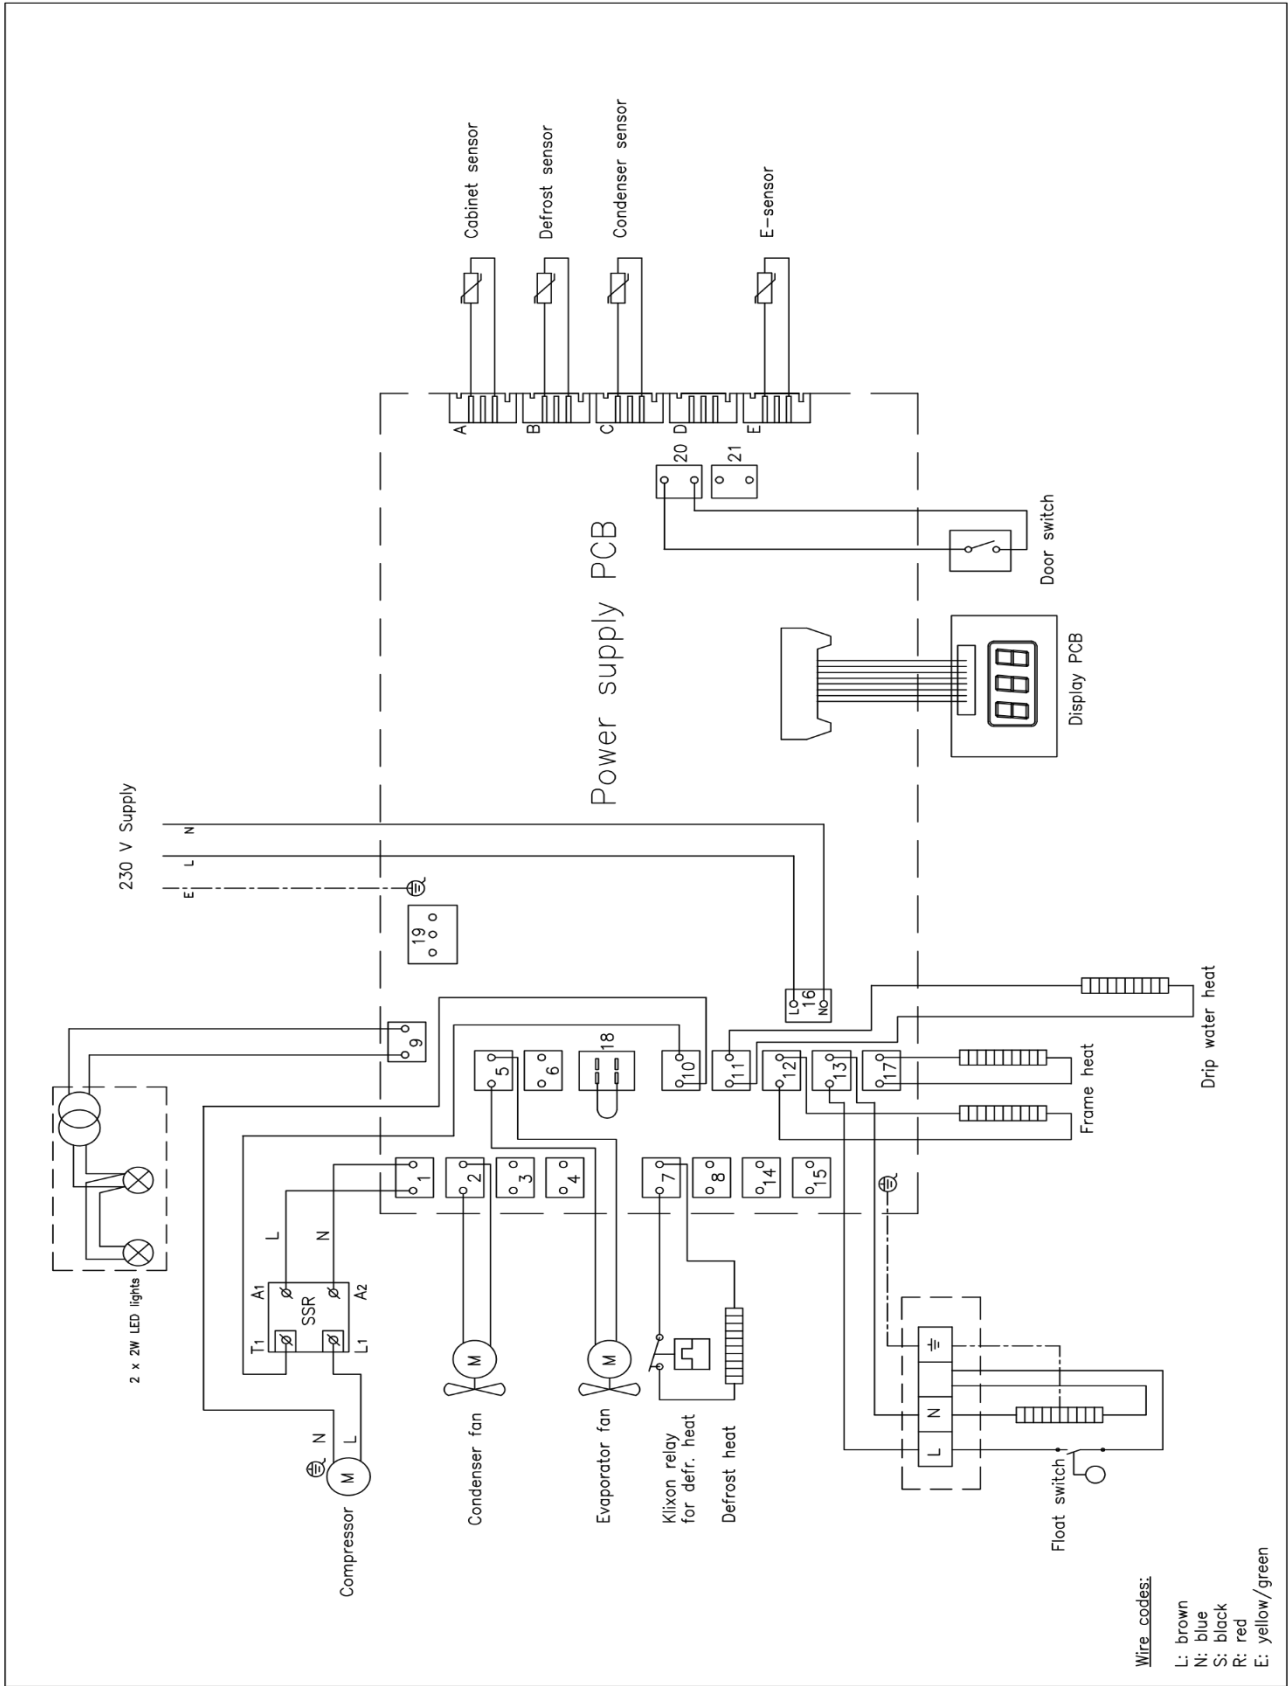 Cabinet sensor
Defrost sensor
Condenser sensor
E-sensor
A
B
C
D
E
20
21
Door switch
Power supply PCB
Display PCB
230 V Supply
E
L
N
19
L
N
16
9
5
6
18
10
11
12
13
17
Drip water heat
Frame heat
1
2
3
4
7
8
14
15
2 x 2W LED lights
L
N
A1
A2
SSR
T1
L1
N
L
M
Compressor
M
Condenser fan
M
Evaporator fan
Klixon relay
for defr. heat
Defrost heat
L
N
Float switch
Wire codes:
L: brown
N: blue
S: black
R: red
E: yellow/green